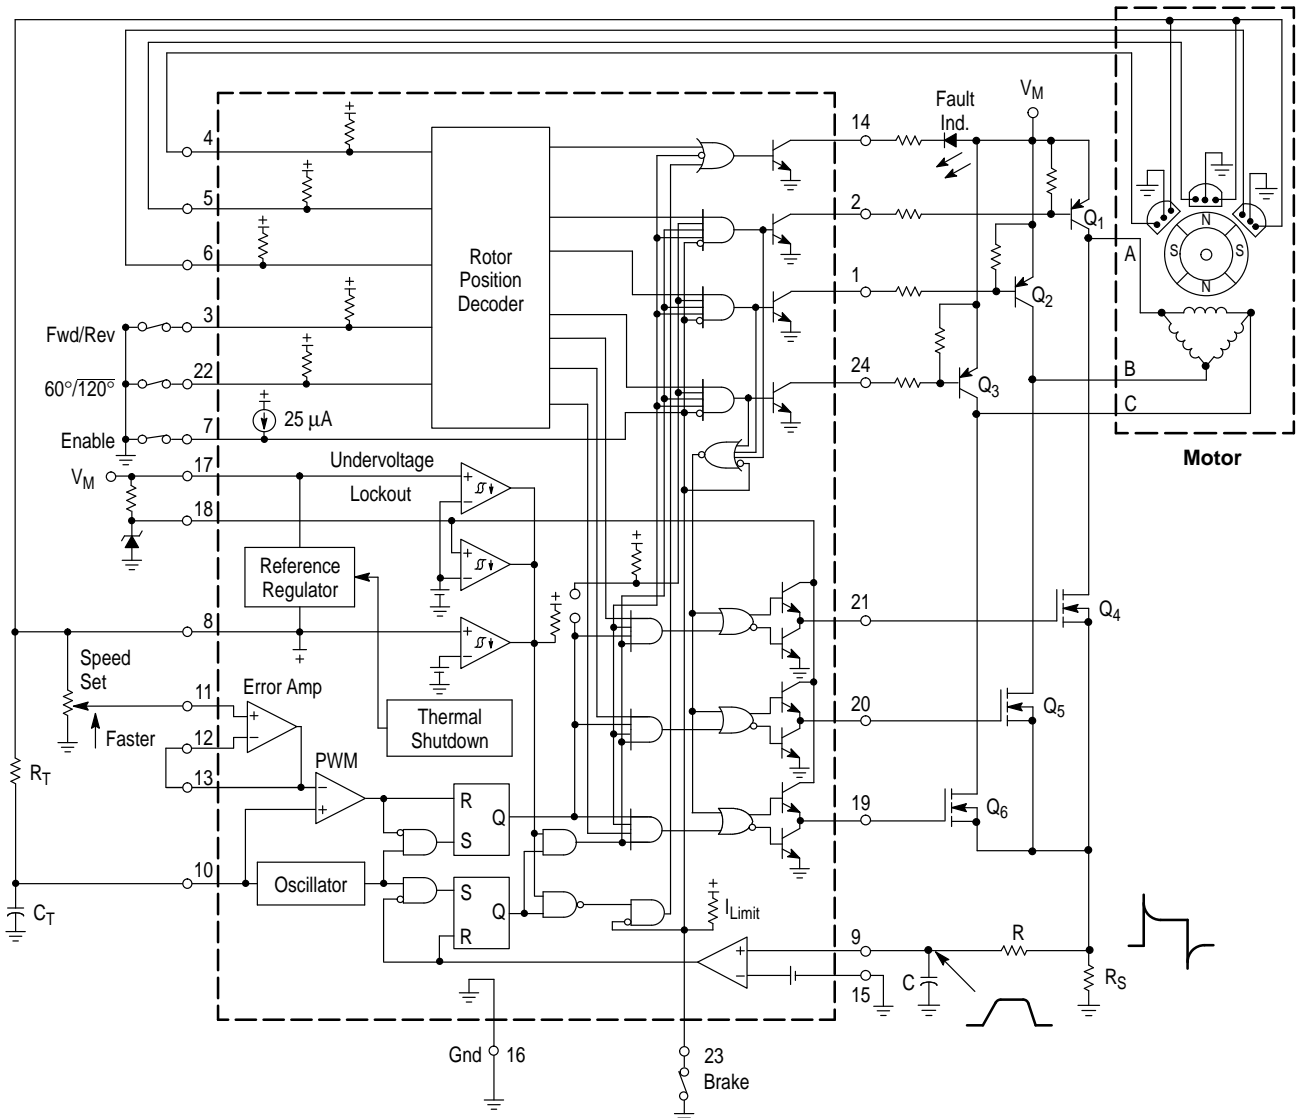 V_M
Fault
Ind.
4
14
5
2
6
1
3
24
22
7
Rotor
Position
Decoder
Fwd/Rev
60°/120°
Enable
25 µA
Q1
Q2
Q3
A
B
C
N
S
S
N
Motor
V_M
17
Undervoltage
Lockout
18
Reference
Regulator
8
21
Q4
Speed
Set
11
Error Amp
Faster
12
13
Thermal
Shutdown
20
Q5
R_T
PWM
R
Q
S
19
Q6
10
Oscillator
C_T
S
Q
R
I_Limit
9
R
R_S
C
15
Gnd
16
23
Brake